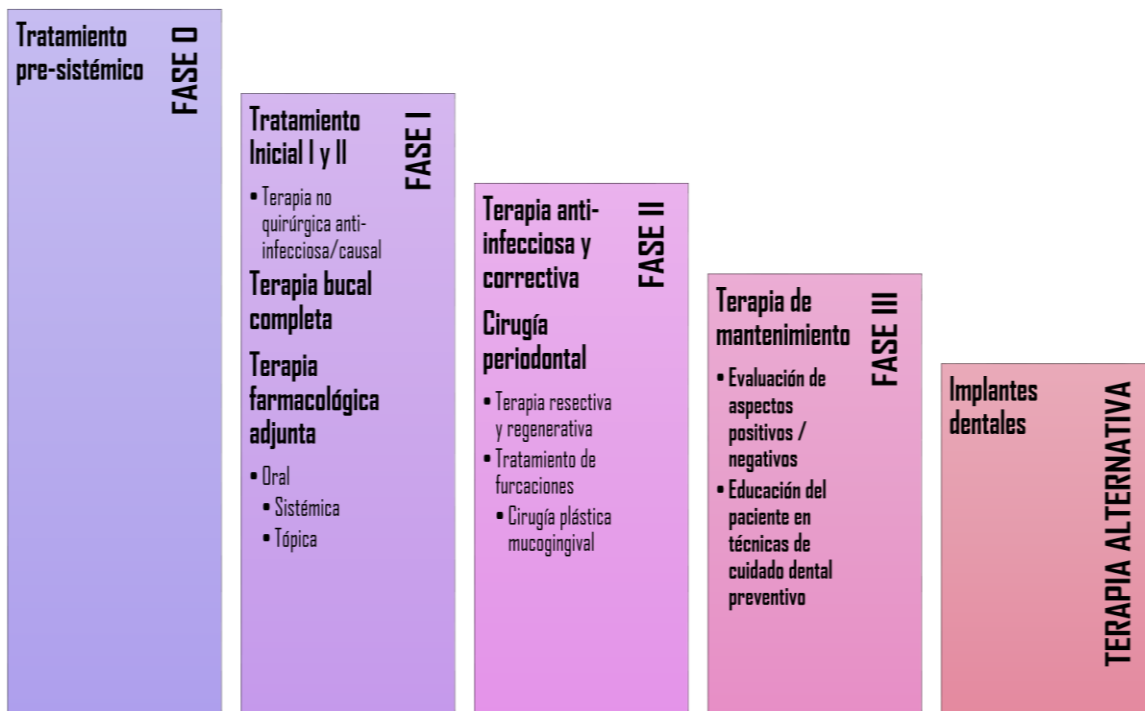 FASE 0
Tratamiento
pre-sistémico
FASE I
Tratamiento
Inicial I y II
• Terapia no
quirúrgica anti-
infecciosa/causal
Terapia bucal
completa
Terapia
farmacológica
adjunta
• Oral
• Sistémica
• Tópica
FASE II
Terapia anti-
infecciosa y
correctiva
Cirugía
periodontal
• Terapia resectiva
y regenerativa
• Tratamiento de
furcaciones
• Cirugía plástica
mucogingival
FASE III
Terapia de
mantenimiento
• Evaluación de
aspectos
positivos /
negativos
• Educación del
paciente en
técnicas de
cuidado dental
preventivo
TERAPIA ALTERNATIVA
Implantes
dentales